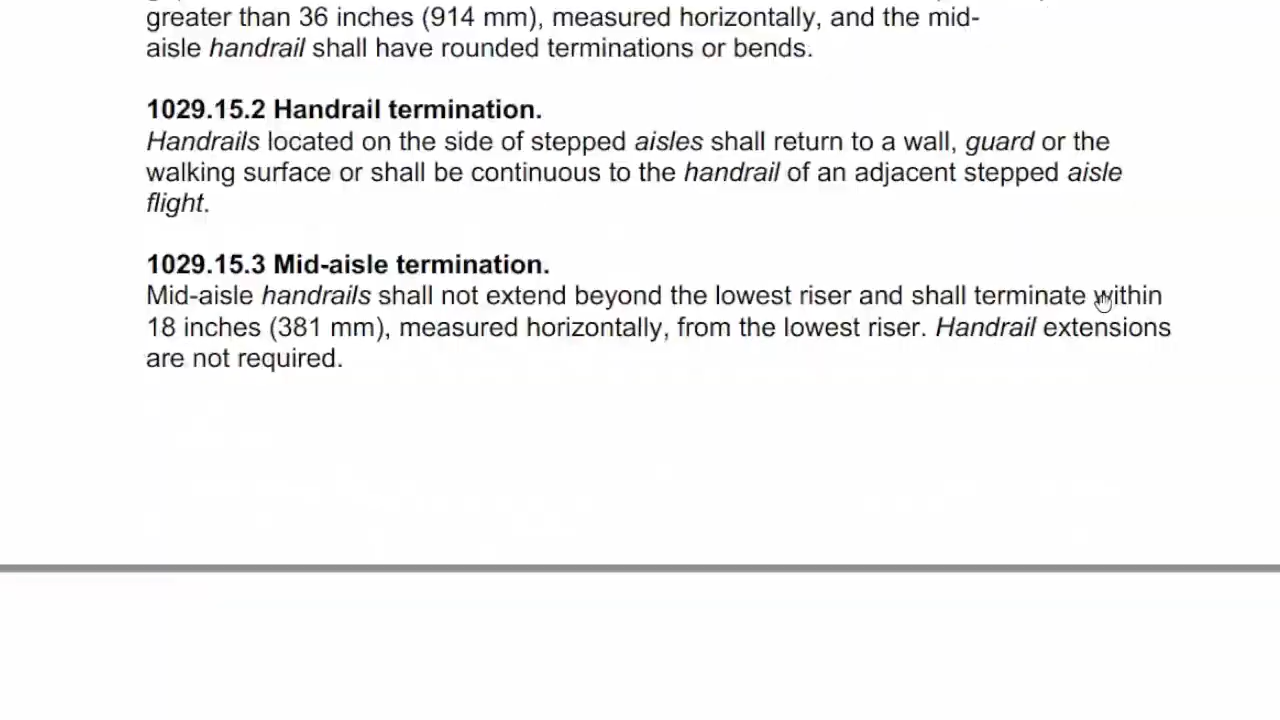 greater than 36 inches (914 mm), measured horizontally, and the mid-
aisle handrail shall have rounded terminations or bends.
1029.15.2 Handrail termination.
Handrails located on the side of stepped aisles shall return to a wall, guard or the
walking surface or shall be continuous to the handrail of an adjacent stepped aisle
flight.
1029.15.3 Mid-aisle termination.
Mid-aisle handrails shall not extend beyond the lowest riser and shall terminate within
18 inches (381 mm), measured horizontally, from the lowest riser. Handrail extensions
are not required.